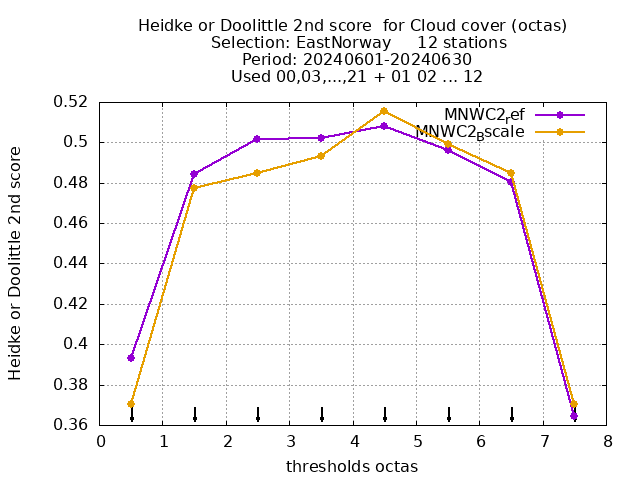 Heidke or Doolittle 2nd score  for Cloud cover (octas)
Selection: EastNorway     12 stations
Period: 20240601-20240630
Used 00,03,...,21 + 01 02 ... 12
MNWC2ref
MNWC2Bscale
Heidke or Doolittle 2nd score
0.52
0.5
0.48
0.46
0.44
0.42
0.4
0.38
0.36
0 1 2 3 4 5 6 7 8
thresholds octas